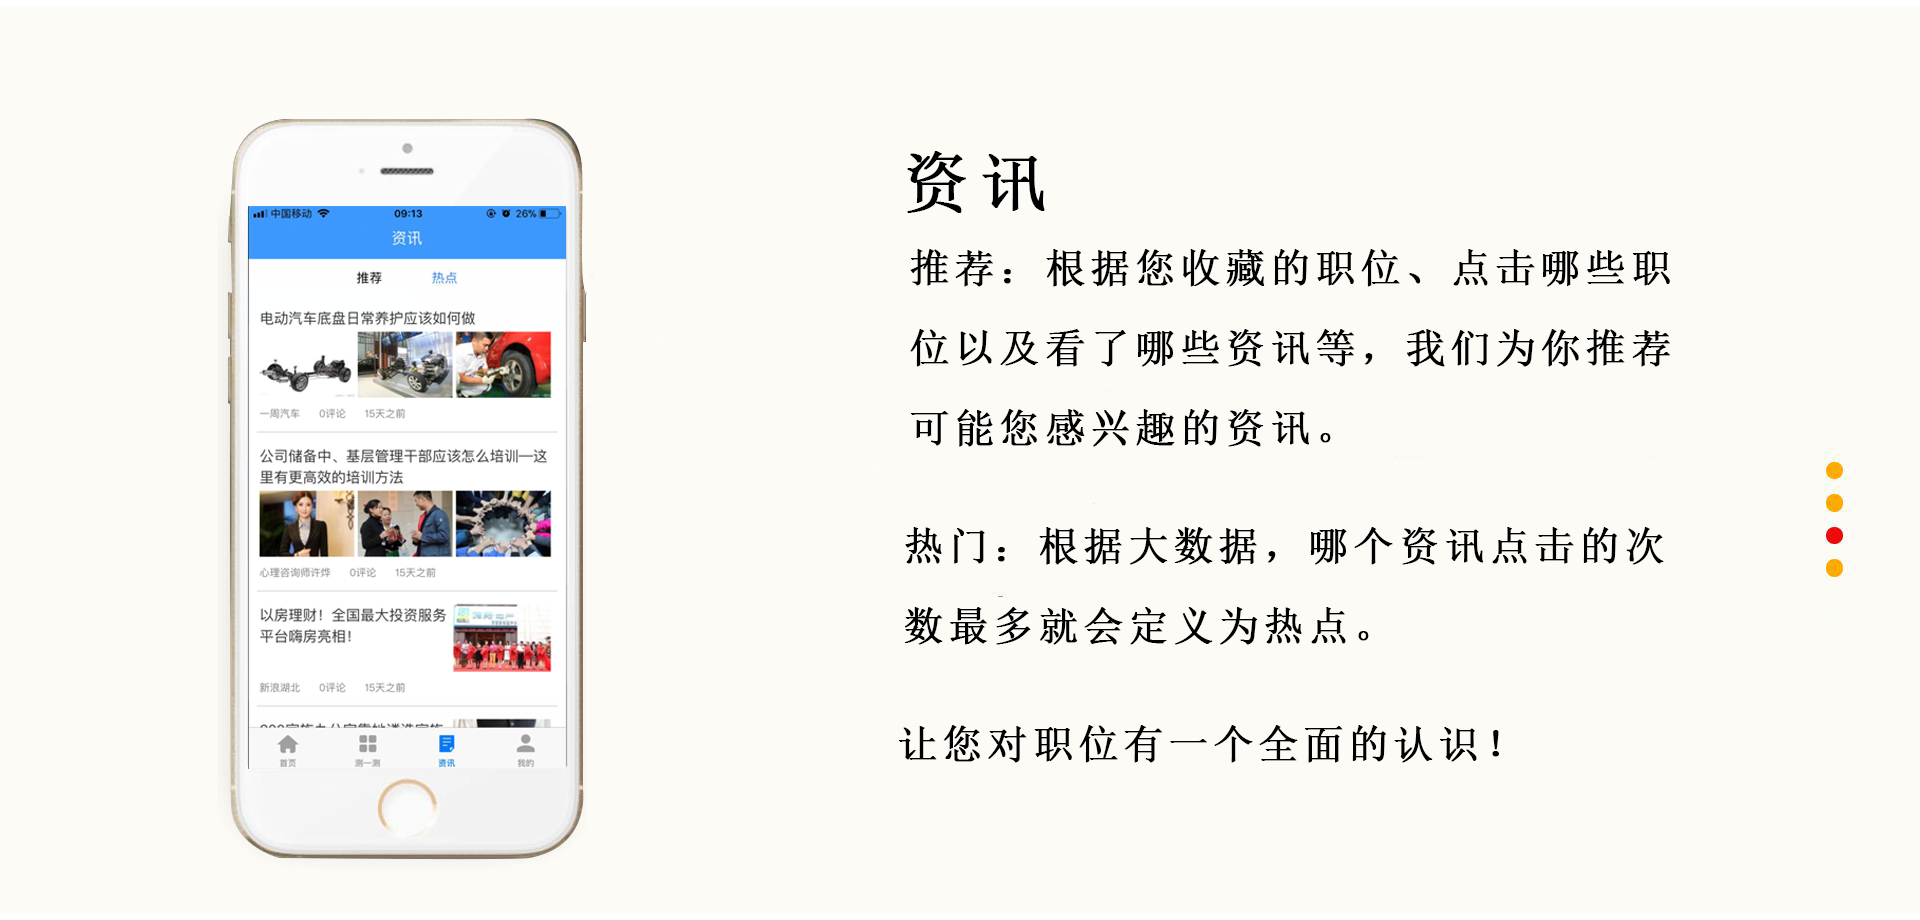 中国移动 09:13 26%
资讯
推荐 热点
电动汽车底盘日常养护应该如何做
一周汽车 0评论 15天之前
公司储备中、基层管理干部应该怎么培训—这
里有更高效的培训方法
心理咨询师许烨 0评论 15天之前
以房理财！全国最大投资服务
平台嗨房亮相！
新浪湖北 0评论 15天之前
首页 测一测 资讯 我的
资讯
推荐：根据您收藏的职位、点击哪些职
位以及看了哪些资讯等，我们为你推荐
可能您感兴趣的资讯。
热门：根据大数据，哪个资讯点击的次
数最多就会定义为热点。
让您对职位有一个全面的认识！